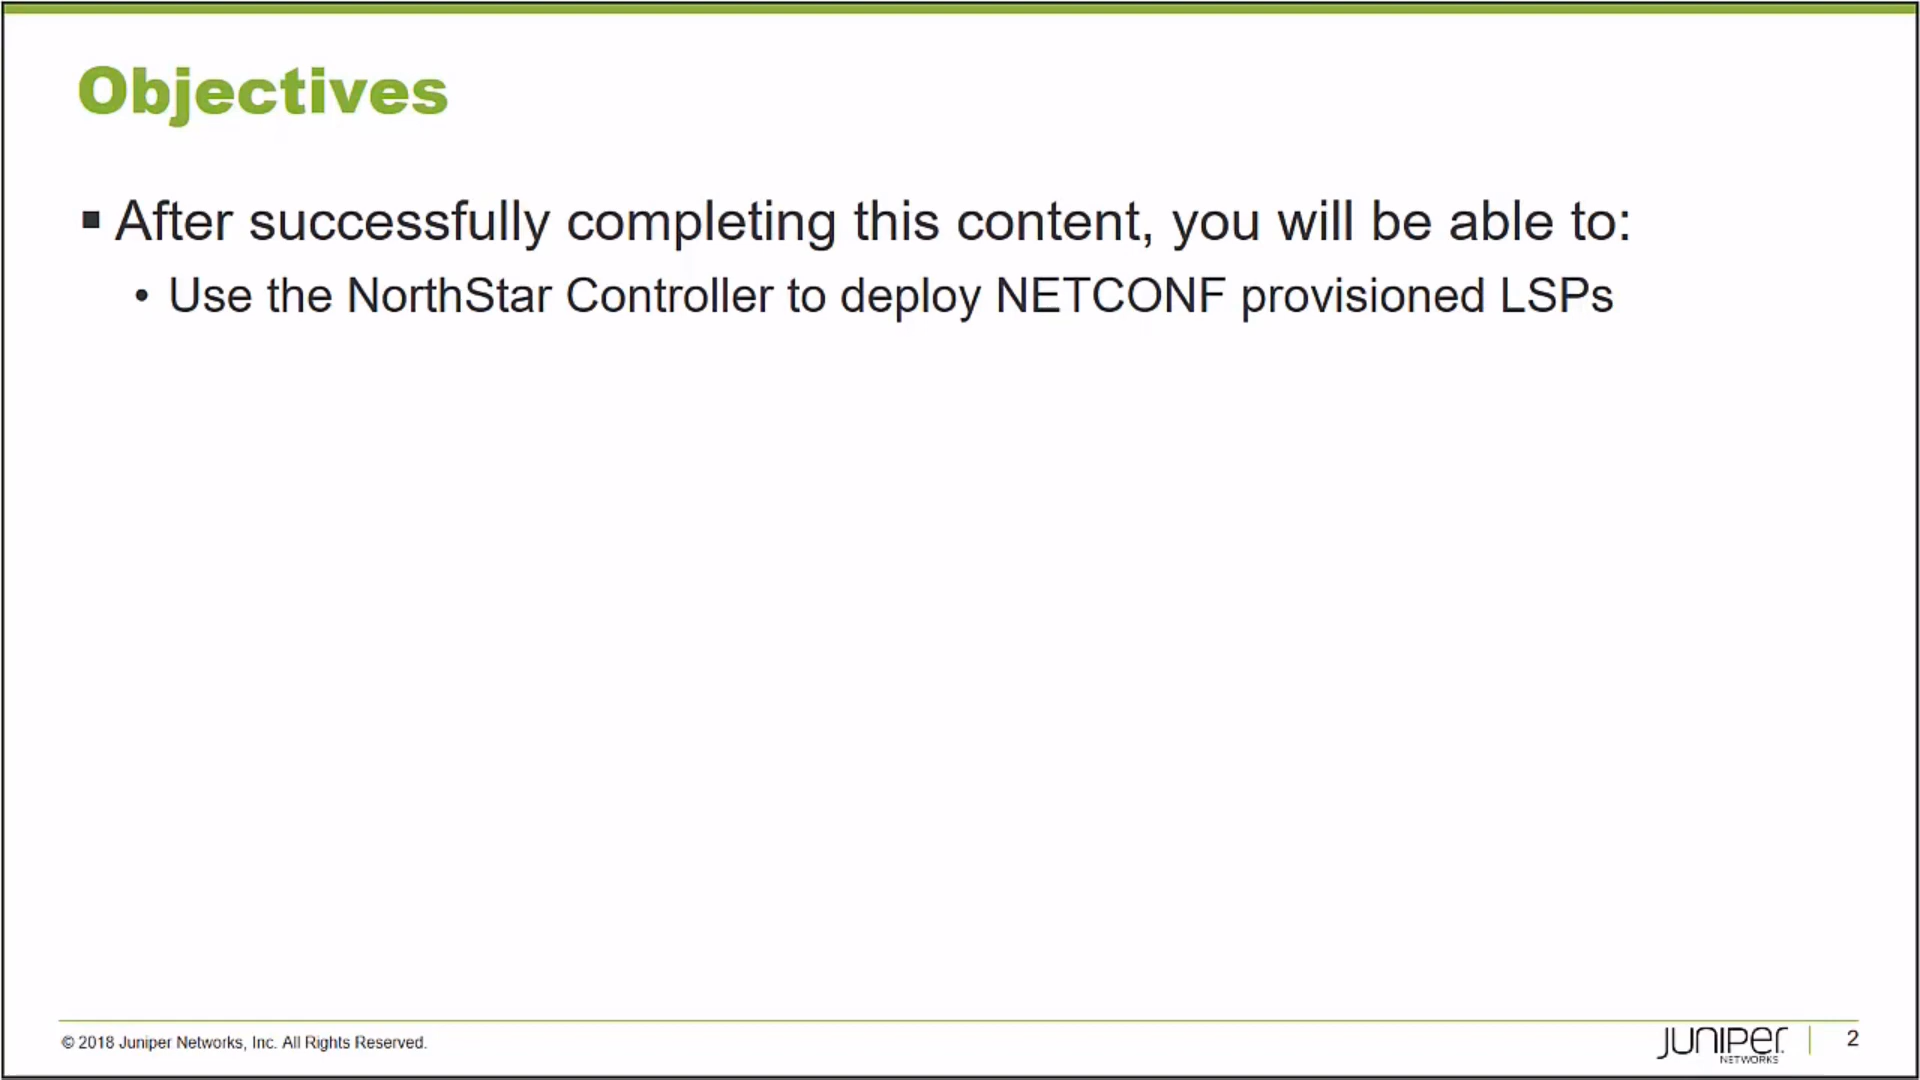 Objectives
▪ After successfully completing this content, you will be able to:
• Use the NorthStar Controller to deploy NETCONF provisioned LSPs
© 2018 Juniper Networks, Inc. All Rights Reserved.
JUNIPEr
NETWORKS
2